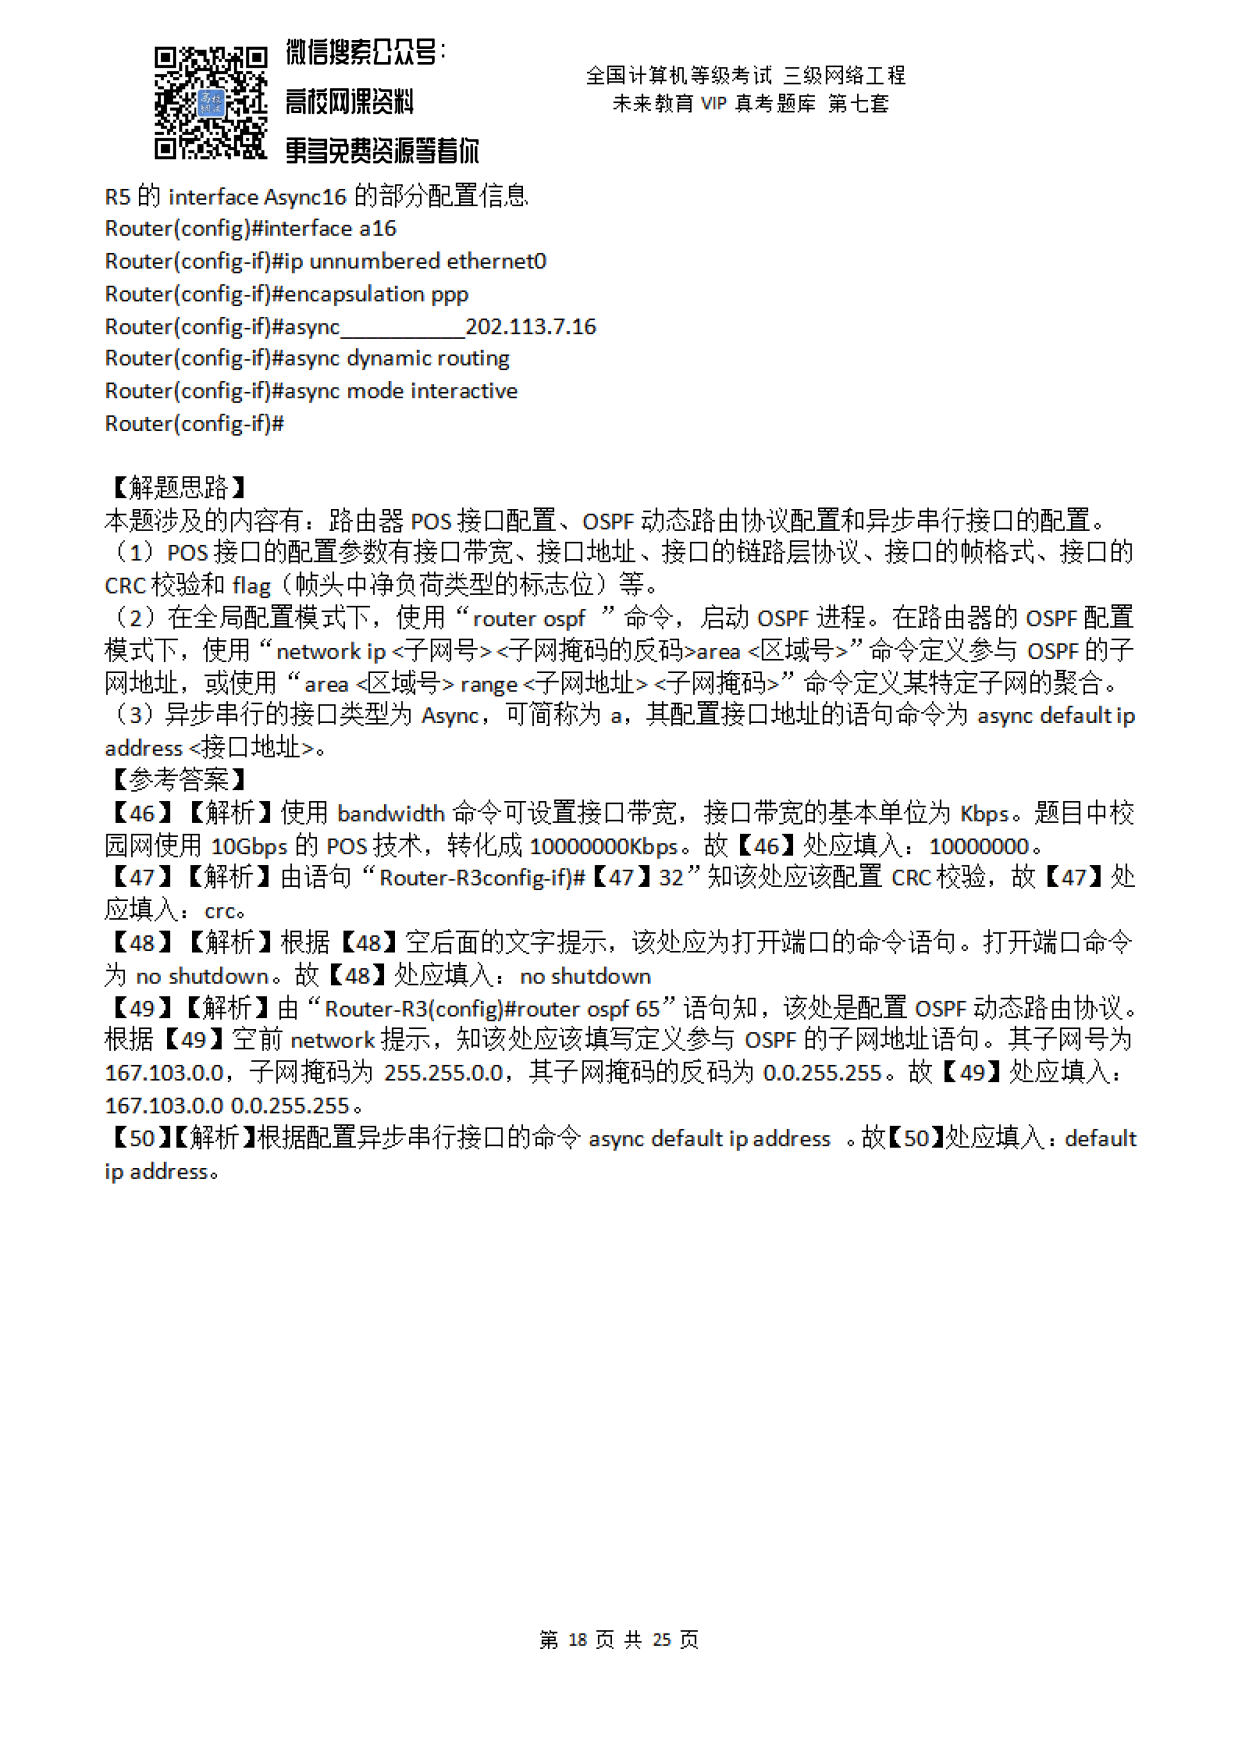 微信搜索公众号：
高校网课资料
更多免费资源等着你
全国计算机等级考试 三级网络工程
未来教育 VIP 真考题库 第七套
高校
R5 的 interface Async16 的部分配置信息
Router(config)#interface a16
Router(config-if)#ip unnumbered ethernet0
Router(config-if)#encapsulation ppp
Router(config-if)#async__________202.113.7.16
Router(config-if)#async dynamic routing
Router(config-if)#async mode interactive
Router(config-if)#
【解题思路】
本题涉及的内容有：路由器 POS 接口配置、OSPF 动态路由协议配置和异步串行接口的配置。
（1）POS 接口的配置参数有接口带宽、接口地址、接口的链路层协议、接口的帧格式、接口的
CRC 校验和 flag（帧头中净负荷类型的标志位）等。
（2）在全局配置模式下，使用“router ospf ”命令，启动 OSPF 进程。在路由器的 OSPF 配置
模式下，使用“network ip <子网号> <子网掩码的反码>area <区域号>”命令定义参与 OSPF 的子
网地址，或使用“area <区域号> range <子网地址> <子网掩码>”命令定义某特定子网的聚合。
（3）异步串行的接口类型为 Async，可简称为 a，其配置接口地址的语句命令为 async default ip
address <接口地址>。
【参考答案】
【46】【解析】使用 bandwidth 命令可设置接口带宽，接口带宽的基本单位为 Kbps。题目中校
园网使用 10Gbps 的 POS 技术，转化成 10000000Kbps。故【46】处应填入：10000000。
【47】【解析】由语句“Router-R3config-if)#【47】32”知该处应该配置 CRC 校验，故【47】处
应填入：crc。
【48】【解析】根据【48】空后面的文字提示，该处应为打开端口的命令语句。打开端口命令
为 no shutdown。故【48】处应填入：no shutdown
【49】【解析】由“Router-R3(config)#router ospf 65”语句知，该处是配置 OSPF 动态路由协议。
根据【49】空前 network 提示，知该处应该填写定义参与 OSPF 的子网地址语句。其子网号为
167.103.0.0，子网掩码为 255.255.0.0，其子网掩码的反码为 0.0.255.255。故【49】处应填入：
167.103.0.0 0.0.255.255。
【50】【解析】根据配置异步串行接口的命令 async default ip address 。故【50】处应填入：default
ip address。
第 18 页 共 25 页